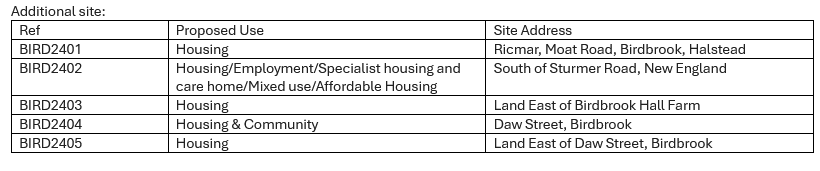 Additional site:
Ref Proposed Use Site Address
BIRD2401 Housing Ricmar, Moat Road, Birdbrook, Halstead
BIRD2402 Housing/Employment/Specialist housing and South of Sturmer Road, New England
care home/Mixed use/Affordable Housing
BIRD2403 Housing Land East of Birdbrook Hall Farm
BIRD2404 Housing & Community Daw Street, Birdbrook
BIRD2405 Housing Land East of Daw Street, Birdbrook